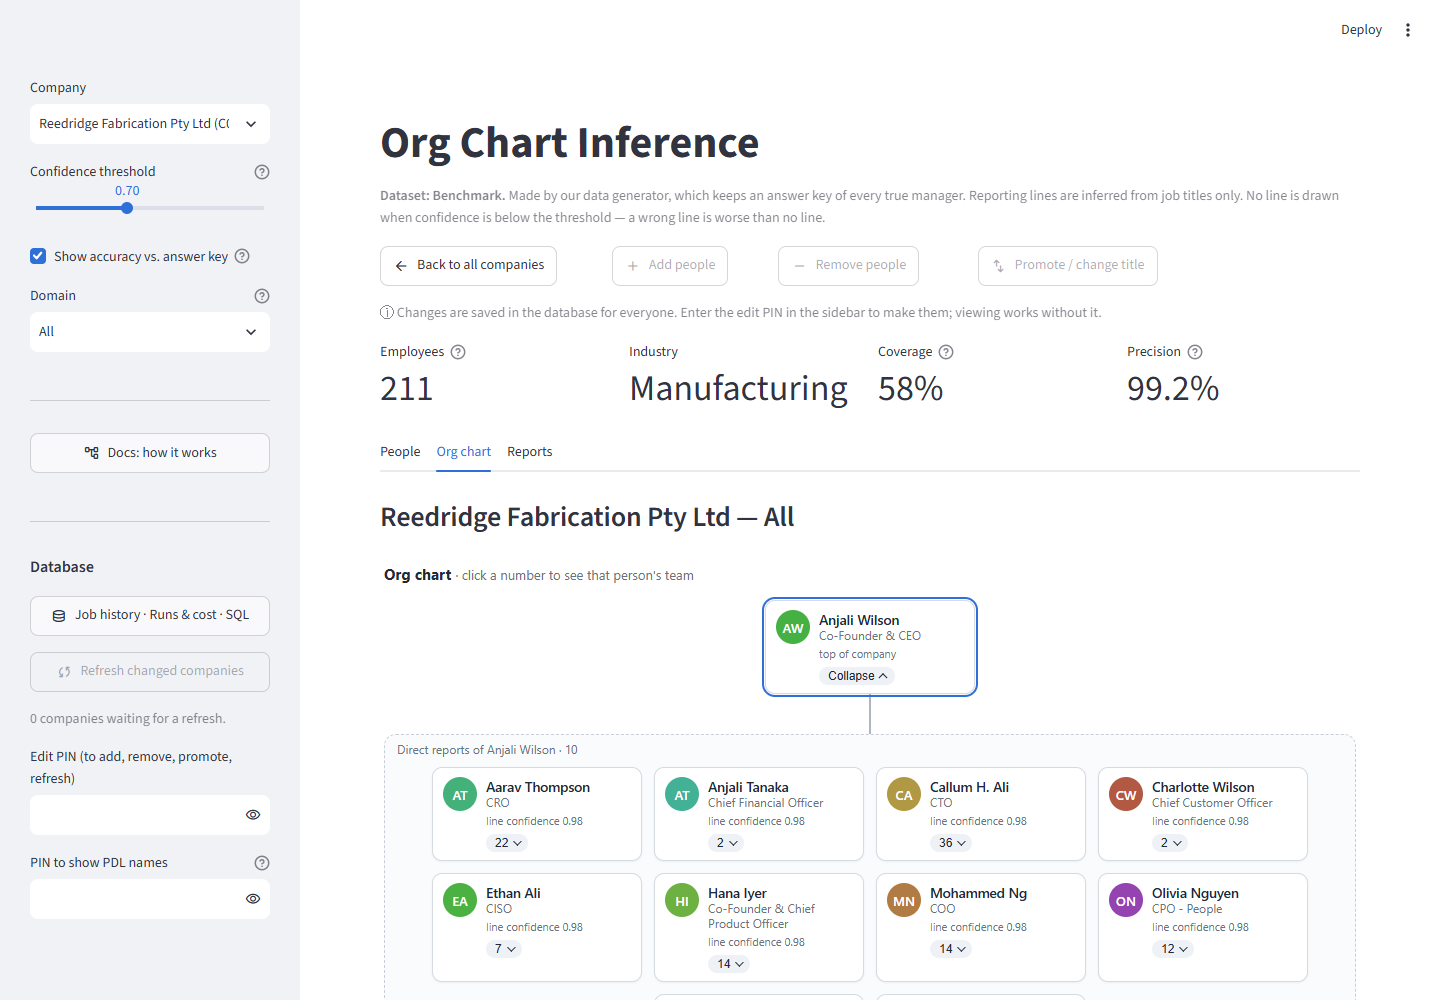 Deploy
Company
Reedridge Fabrication Pty Ltd (C
Confidence threshold
0.70
Show accuracy vs. answer key
Domain
All
Docs: how it works
Database
Job history · Runs & cost · SQL
Refresh changed companies
0 companies waiting for a refresh.
Edit PIN (to add, remove, promote,
refresh)
PIN to show PDL names
Org Chart Inference
Dataset: Benchmark. Made by our data generator, which keeps an answer key of every true manager. Reporting lines are inferred from job titles only. No line is drawn
when confidence is below the threshold — a wrong line is worse than no line.
Back to all companies
Add people
Remove people
Promote / change title
Changes are saved in the database for everyone. Enter the edit PIN in the sidebar to make them; viewing works without it.
Employees
Industry
Coverage
Precision
211
Manufacturing
58%
99.2%
People
Org chart
Reports
Reedridge Fabrication Pty Ltd — All
Org chart · click a number to see that person's team
AW
Anjali Wilson
Co-Founder & CEO
top of company
Collapse
Direct reports of Anjali Wilson · 10
AT
Aarav Thompson
CRO
line confidence 0.98
22
AT
Anjali Tanaka
Chief Financial Officer
line confidence 0.98
2
CA
Callum H. Ali
CTO
line confidence 0.98
36
CW
Charlotte Wilson
Chief Customer Officer
line confidence 0.98
2
EA
Ethan Ali
CISO
line confidence 0.98
7
HI
Hana Iyer
Co-Founder & Chief
Product Officer
line confidence 0.98
14
MN
Mohammed Ng
COO
line confidence 0.98
14
ON
Olivia Nguyen
CPO - People
line confidence 0.98
12